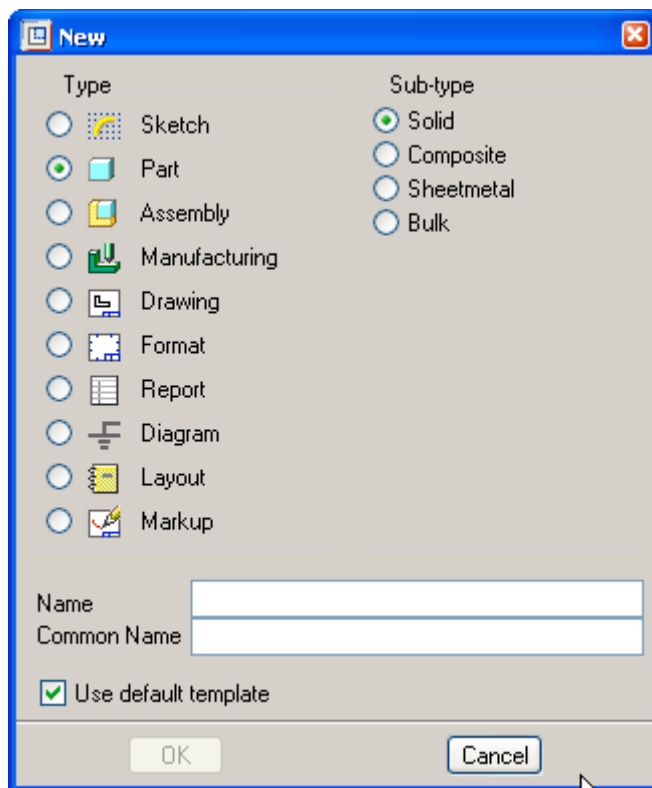 New
Type
Sketch
Part
Assembly
Manufacturing
Drawing
Format
Report
Diagram
Layout
Markup
Sub-type
Solid
Composite
Sheetmetal
Bulk
Name
Common Name
Use default template
OK
Cancel